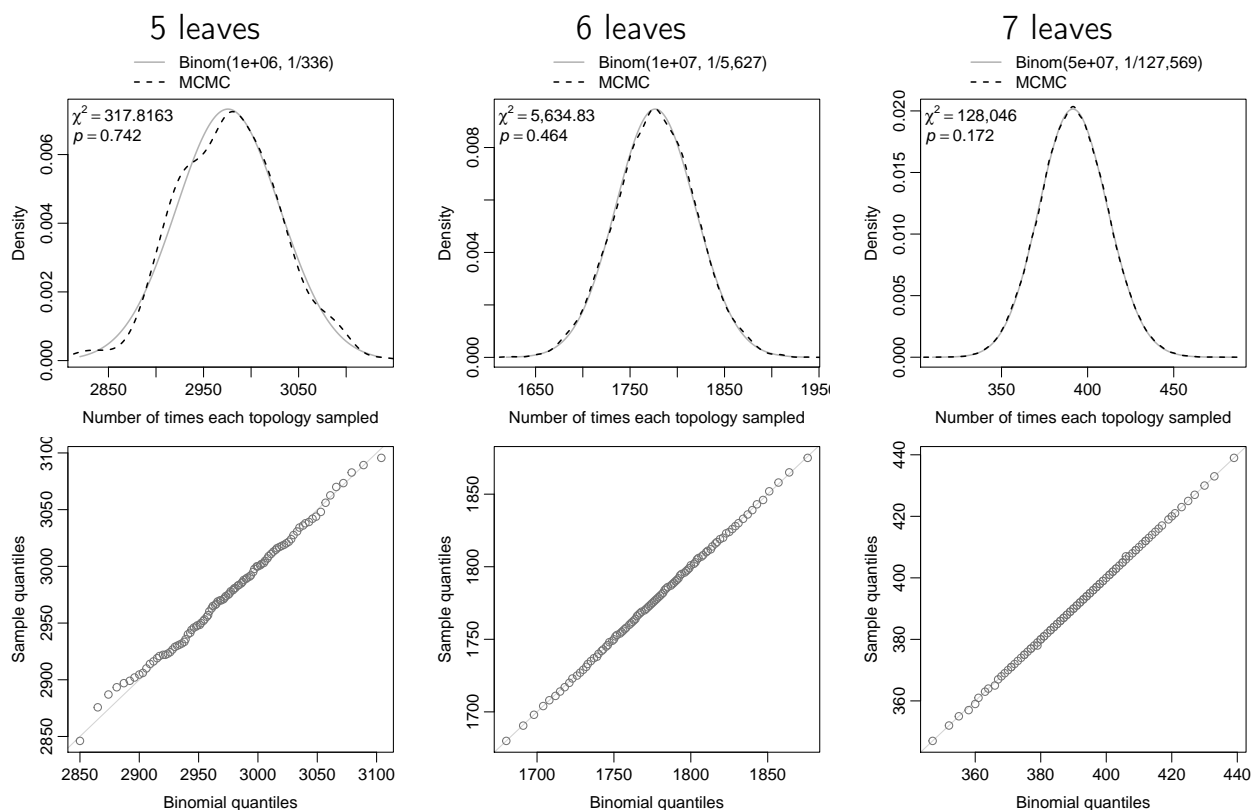 5 leaves
Binom(1e+06, 1/336)
MCMC
χ² = 317.8163
p = 0.742
0.000 0.002 0.004 0.006
Density
2850 2950 3050
Number of times each topology sampled
6 leaves
Binom(1e+07, 1/5,627)
MCMC
χ² = 5,634.83
p = 0.464
0.000 0.004 0.008
Density
1650 1750 1850 1950
Number of times each topology sampled
7 leaves
Binom(5e+07, 1/127,569)
MCMC
χ² = 128,046
p = 0.172
0.000 0.005 0.010 0.015 0.020
Density
350 400 450
Number of times each topology sampled
2850 2900 2950 3000 3050 3100
Sample quantiles
2850 2900 2950 3000 3050 3100
Binomial quantiles
1700 1750 1800 1850
Sample quantiles
1700 1750 1800 1850
Binomial quantiles
360 380 400 420 440
Sample quantiles
360 380 400 420 440
Binomial quantiles